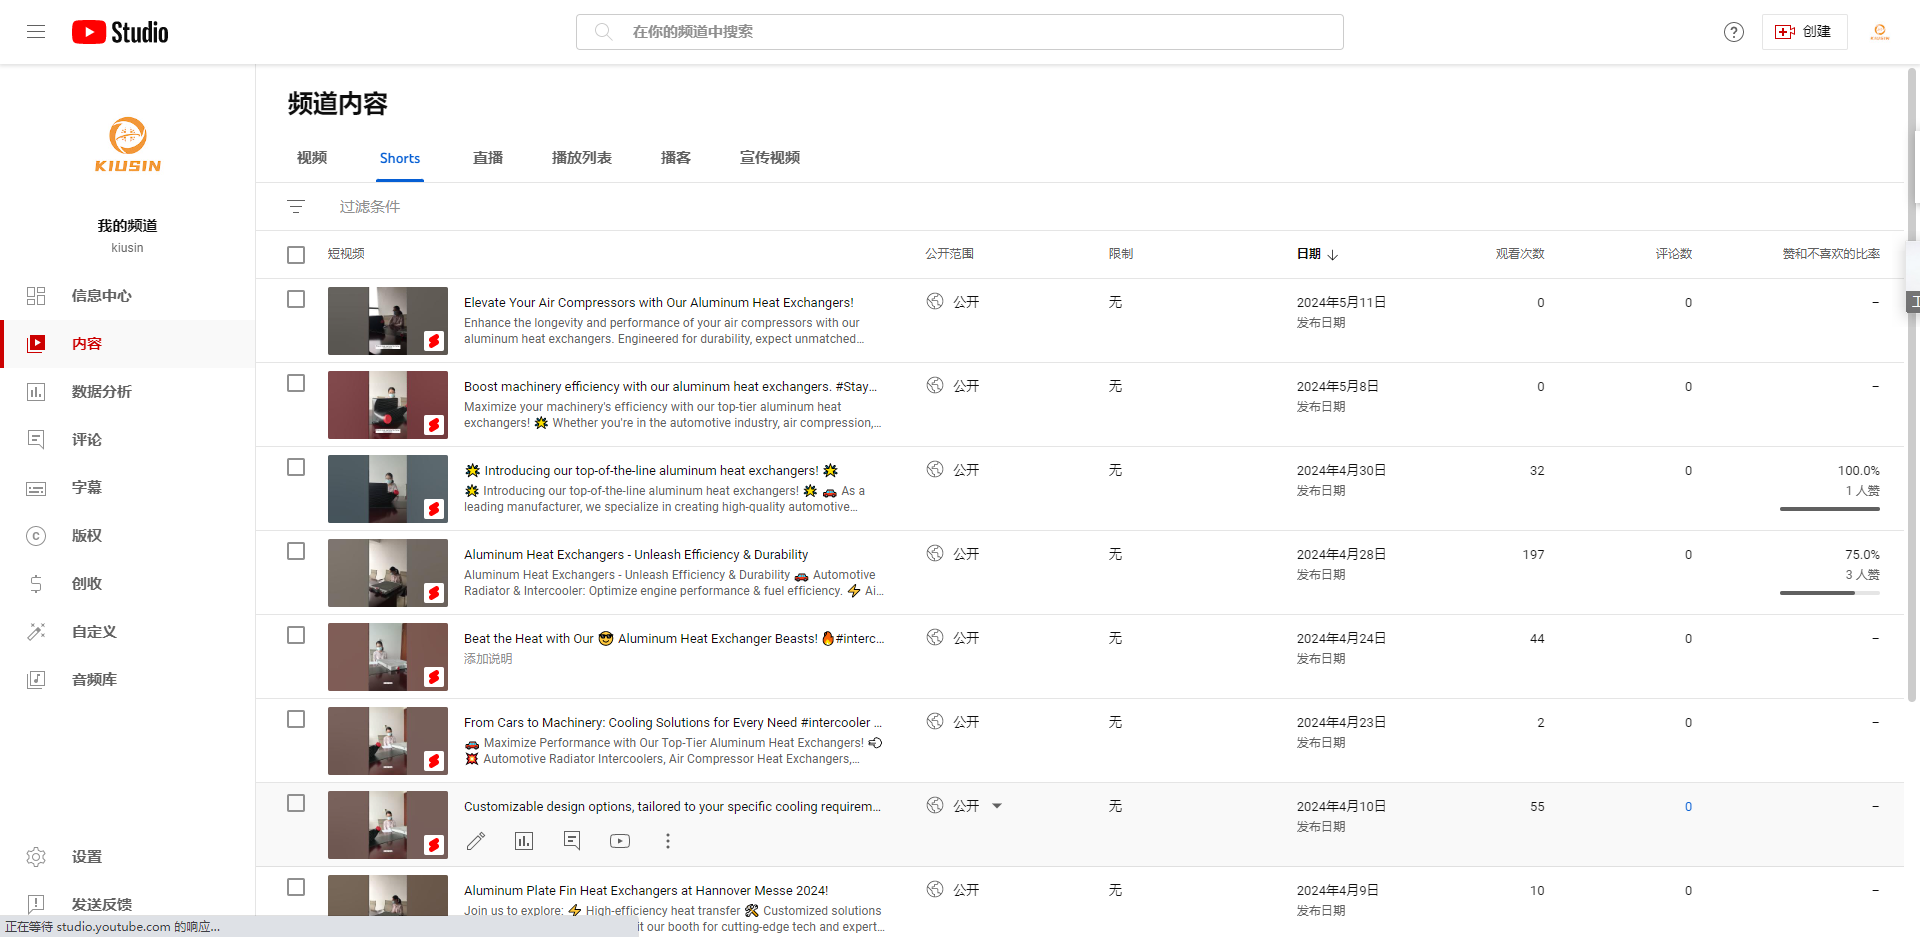 Studio
在你的频道中搜索
创建
KIUSIN
我的频道
kiusin
信息中心
内容
数据分析
评论
字幕
版权
创收
自定义
音频库
设置
发送反馈
频道内容
视频
Shorts
直播
播放列表
播客
宣传视频
过滤条件
短视频
公开范围
限制
日期
观看次数
评论数
赞和不喜欢的比率
Elevate Your Air Compressors with Our Aluminum Heat Exchangers!
Enhance the longevity and performance of your air compressors with our
aluminum heat exchangers. Engineered for durability, expect unmatched...
公开
无
2024年5月11日
发布日期
0
0
–
Boost machinery efficiency with our aluminum heat exchangers. #Stay...
Maximize your machinery's efficiency with our top-tier aluminum heat
exchangers! 🌟 Whether you're in the automotive industry, air compression,...
公开
无
2024年5月8日
发布日期
0
0
–
🌟 Introducing our top-of-the-line aluminum heat exchangers! 🌟
🌟 Introducing our top-of-the-line aluminum heat exchangers! 🌟 🚗 As a
leading manufacturer, we specialize in creating high-quality automotive...
公开
无
2024年4月30日
发布日期
32
0
100.0%
1 人赞
Aluminum Heat Exchangers - Unleash Efficiency & Durability
Aluminum Heat Exchangers - Unleash Efficiency & Durability 🚗 Automotive
Radiator & Intercooler: Optimize engine performance & fuel efficiency. ⚡ Ai...
公开
无
2024年4月28日
发布日期
197
0
75.0%
3 人赞
Beat the Heat with Our 😎 Aluminum Heat Exchanger Beasts! 🔥#interc...
添加说明
公开
无
2024年4月24日
发布日期
44
0
–
From Cars to Machinery: Cooling Solutions for Every Need #intercooler ...
🚗 Maximize Performance with Our Top-Tier Aluminum Heat Exchangers! 💨
💥 Automotive Radiator Intercoolers, Air Compressor Heat Exchangers,...
公开
无
2024年4月23日
发布日期
2
0
–
Customizable design options, tailored to your specific cooling requirem...
公开
无
2024年4月10日
发布日期
55
0
–
Aluminum Plate Fin Heat Exchangers at Hannover Messe 2024!
Join us to explore: ⚡ High-efficiency heat transfer 🛠 Customized solutions
it our booth for cutting-edge tech and expert...
公开
无
2024年4月9日
发布日期
10
0
–
正在等待 studio.youtube.com 的响应...